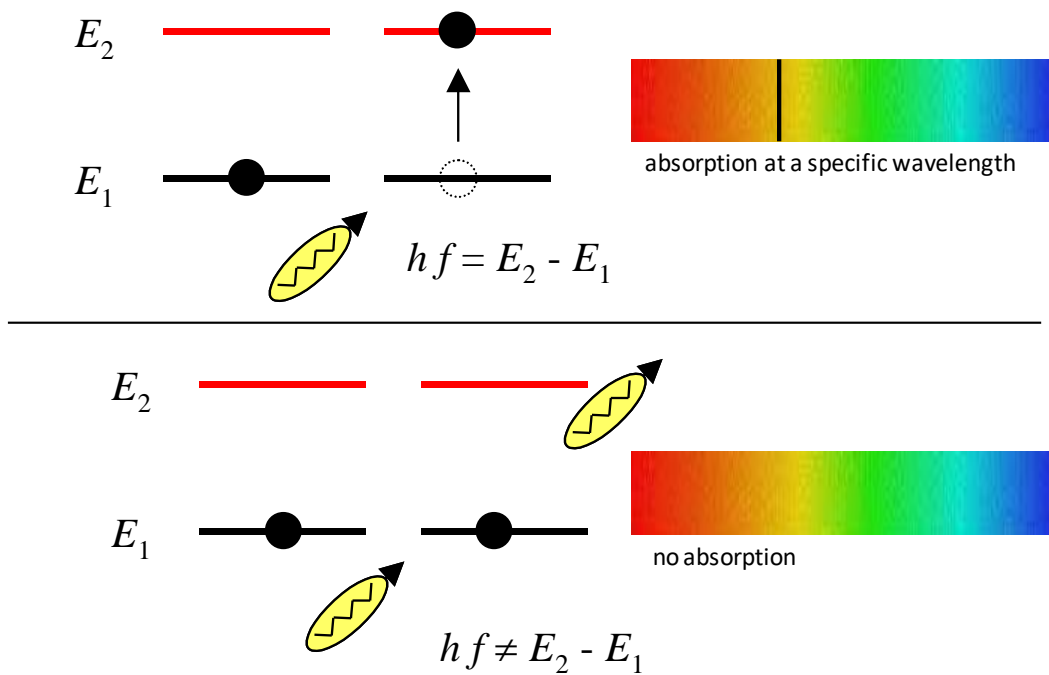 E₂
absorption at a specific wavelength
E₁
h f = E₂ - E₁
E₂
E₁
no absorption
h f ≠ E₂ - E₁